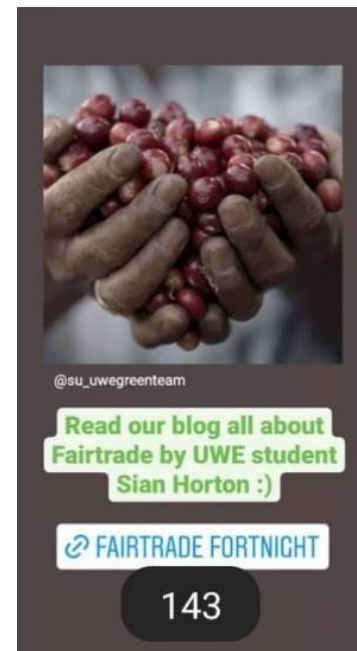 @su_uwegreenteam
Read our blog all about
Fairtrade by UWE student
Sian Horton :)
FAIRTRADE FORTNIGHT
143